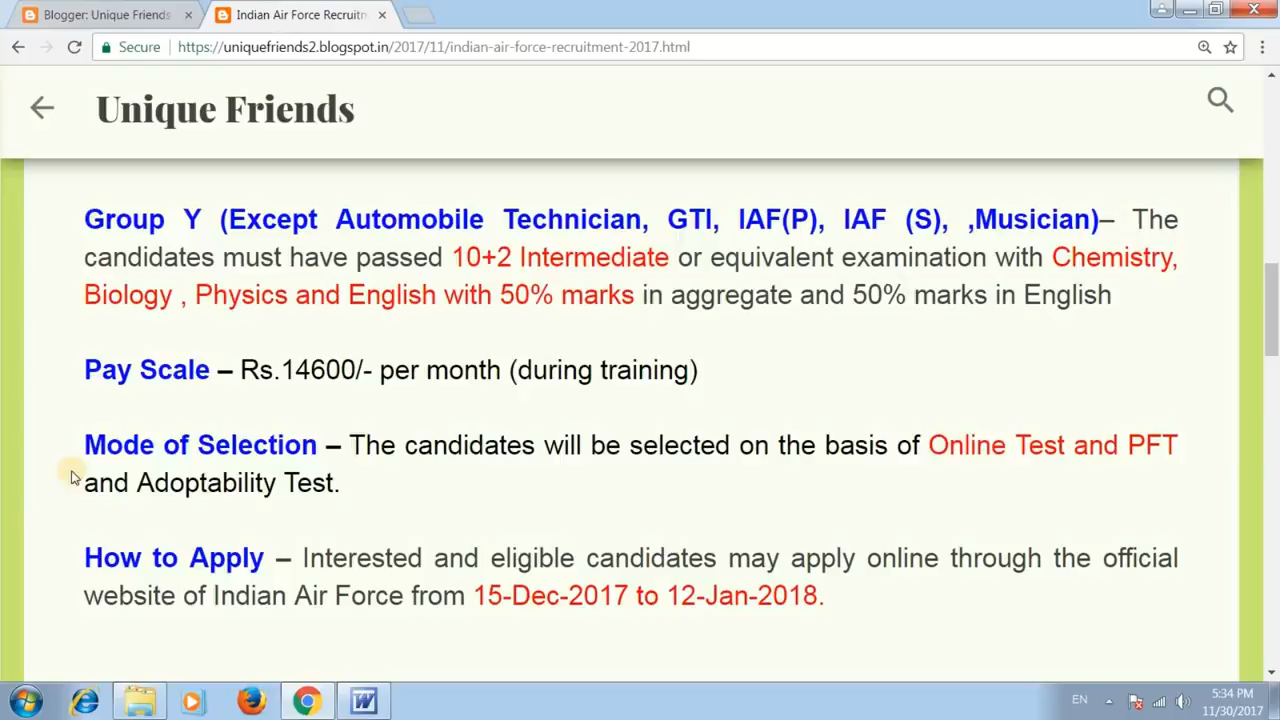 Blogger: Unique Friends
Indian Air Force Recruitn
Secure
https://uniquefriends2.blogspot.in/2017/11/indian-air-force-recruitment-2017.html
Unique Friends
Group Y (Except Automobile Technician, GTI, IAF(P), IAF (S), ,Musician)– The
candidates must have passed 10+2 Intermediate or equivalent examination with Chemistry,
Biology , Physics and English with 50% marks in aggregate and 50% marks in English
Pay Scale – Rs.14600/- per month (during training)
Mode of Selection – The candidates will be selected on the basis of Online Test and PFT
and Adoptability Test.
How to Apply – Interested and eligible candidates may apply online through the official
website of Indian Air Force from 15-Dec-2017 to 12-Jan-2018.
EN
5:34 PM
11/30/2017